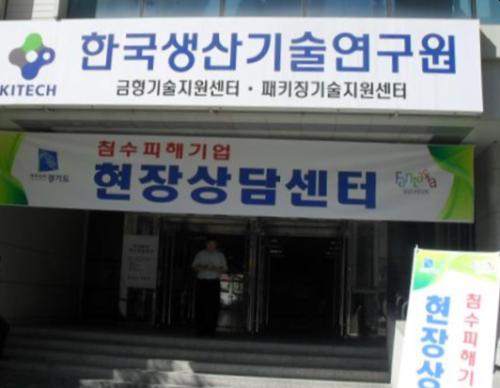 한국생산기술연구원
KITECH
금형기술지원센터 · 패키징기술지원센터
침수피해기업
경기도
현장상담센터
Fantasia
BUCHEON
침수피해기
현장상